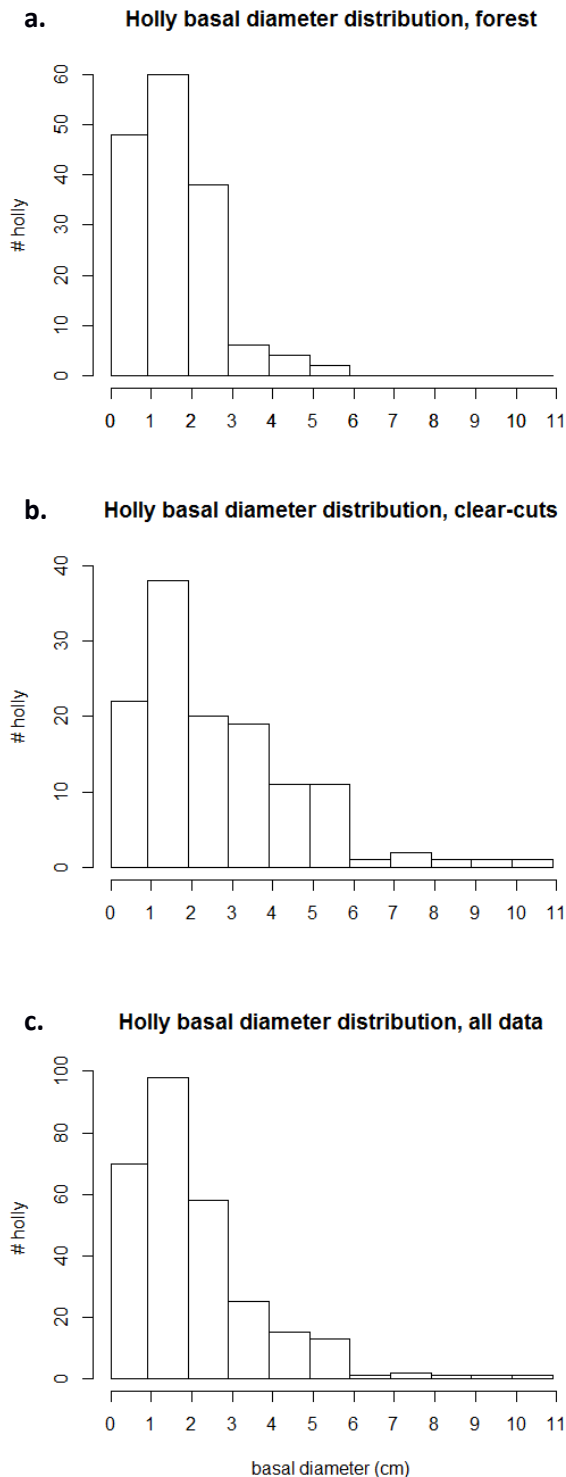 a. Holly basal diameter distribution, forest
# holly
60
50
40
30
20
10
0
0 1 2 3 4 5 6 7 8 9 10 11
b. Holly basal diameter distribution, clear-cuts
# holly
40
30
20
10
0
0 1 2 3 4 5 6 7 8 9 10 11
c. Holly basal diameter distribution, all data
# holly
100
80
60
40
20
0
0 1 2 3 4 5 6 7 8 9 10 11
basal diameter (cm)